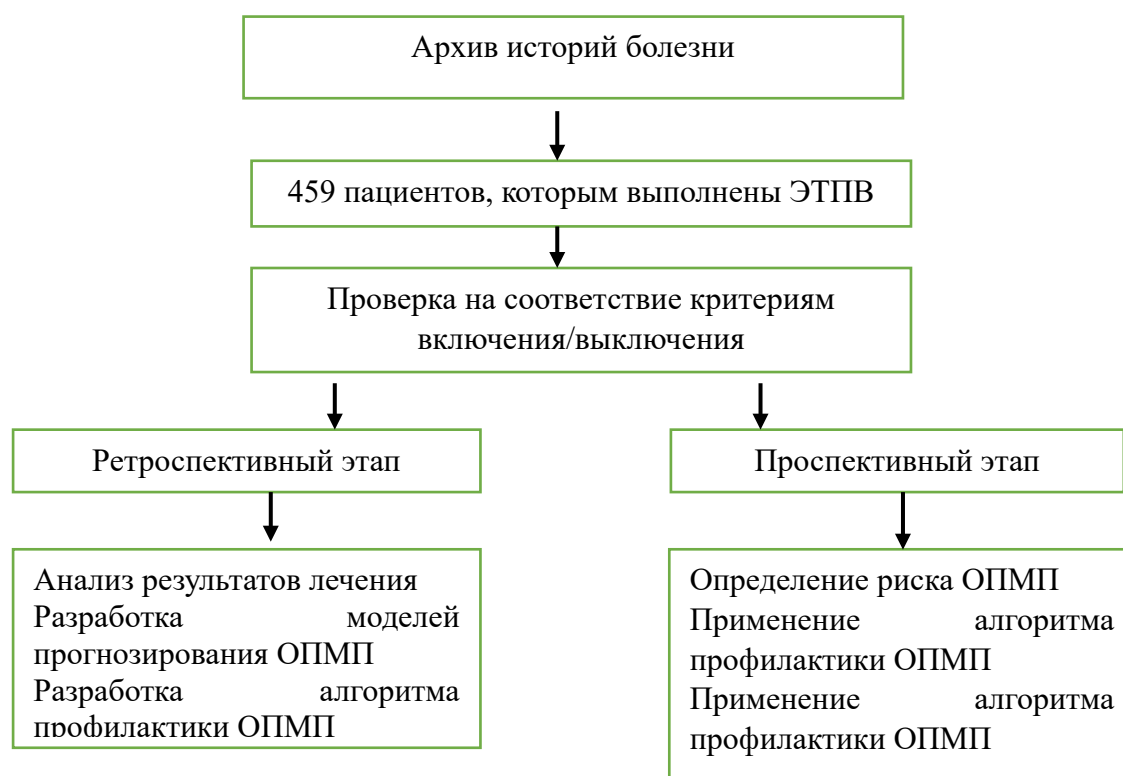 Архив историй болезни
459 пациентов, которым выполнены ЭТПВ
Проверка на соответствие критериям
включения/выключения
Ретроспективный этап
Проспективный этап
Анализ результатов лечения
Разработка моделей
прогнозирования ОПМП
Разработка алгоритма
профилактики ОПМП
Определение риска ОПМП
Применение алгоритма
профилактики ОПМП
Применение алгоритма
профилактики ОПМП